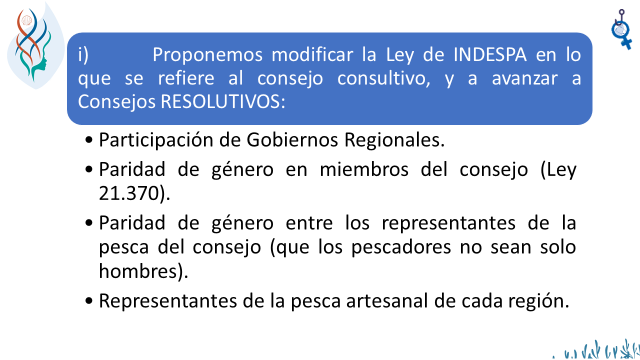 i) Proponemos modificar la Ley de INDESPA en lo
que se refiere al consejo consultivo, y a avanzar a
Consejos RESOLUTIVOS:
• Participación de Gobiernos Regionales.
• Paridad de género en miembros del consejo (Ley
21.370).
• Paridad de género entre los representantes de la
pesca del consejo (que los pescadores no sean solo
hombres).
• Representantes de la pesca artesanal de cada región.